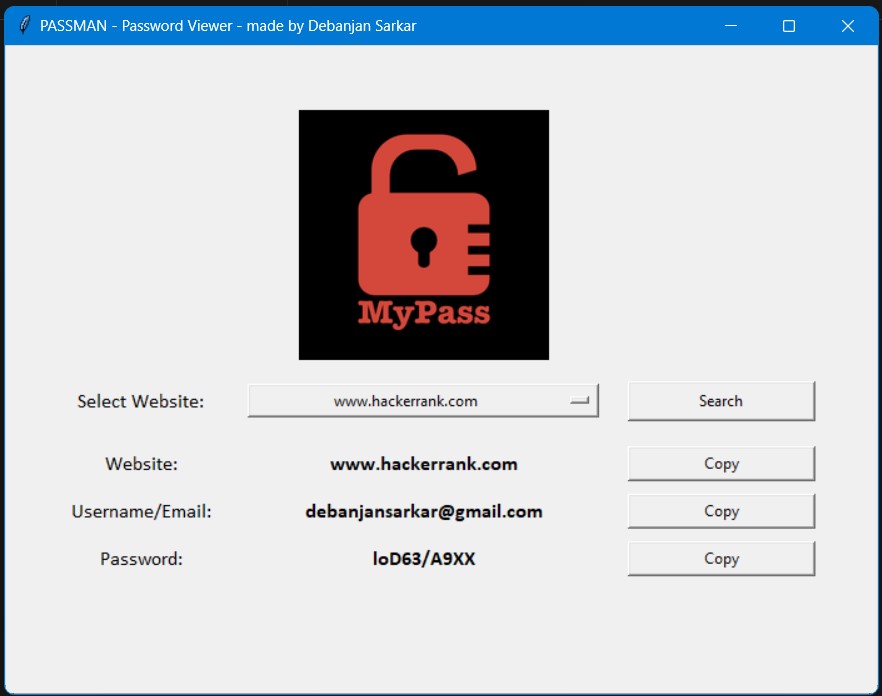 PASSMAN - Password Viewer - made by Debanjan Sarkar
MyPass
Select Website: www.hackerrank.com Search
Website: www.hackerrank.com Copy
Username/Email: debanjansarkar@gmail.com Copy
Password: loD63/A9XX Copy